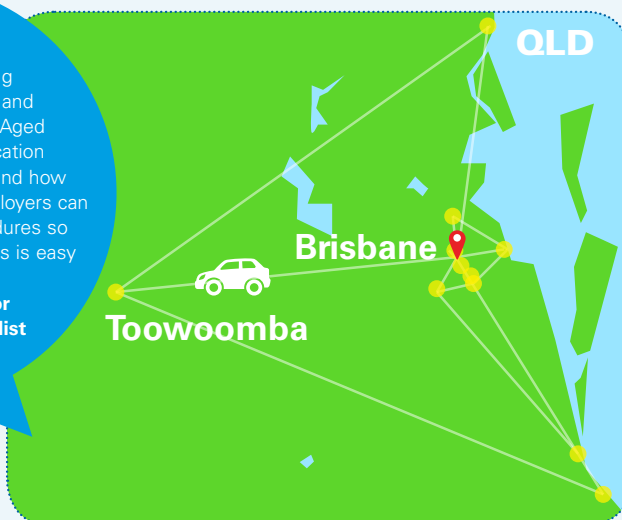 g
and
Aged
cation
nd how
loyers can
dures so
s is easy
or
list
QLD
Brisbane
Toowoomba